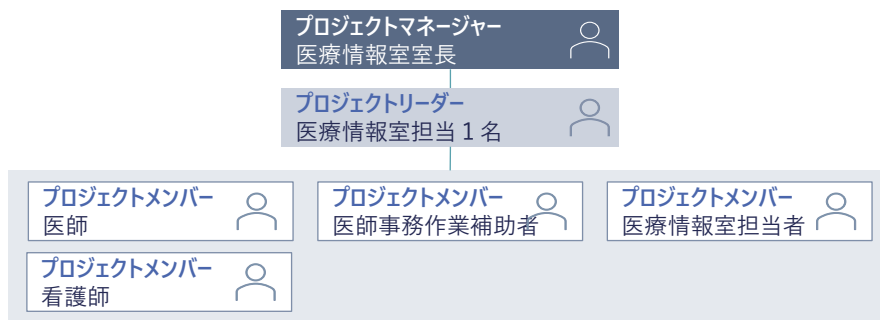 プロジェクトマネージャー
医療情報室室長
プロジェクトリーダー
医療情報室担当１名
プロジェクトメンバー
医師
プロジェクトメンバー
医師事務作業補助者
プロジェクトメンバー
医療情報室担当者
プロジェクトメンバー
看護師